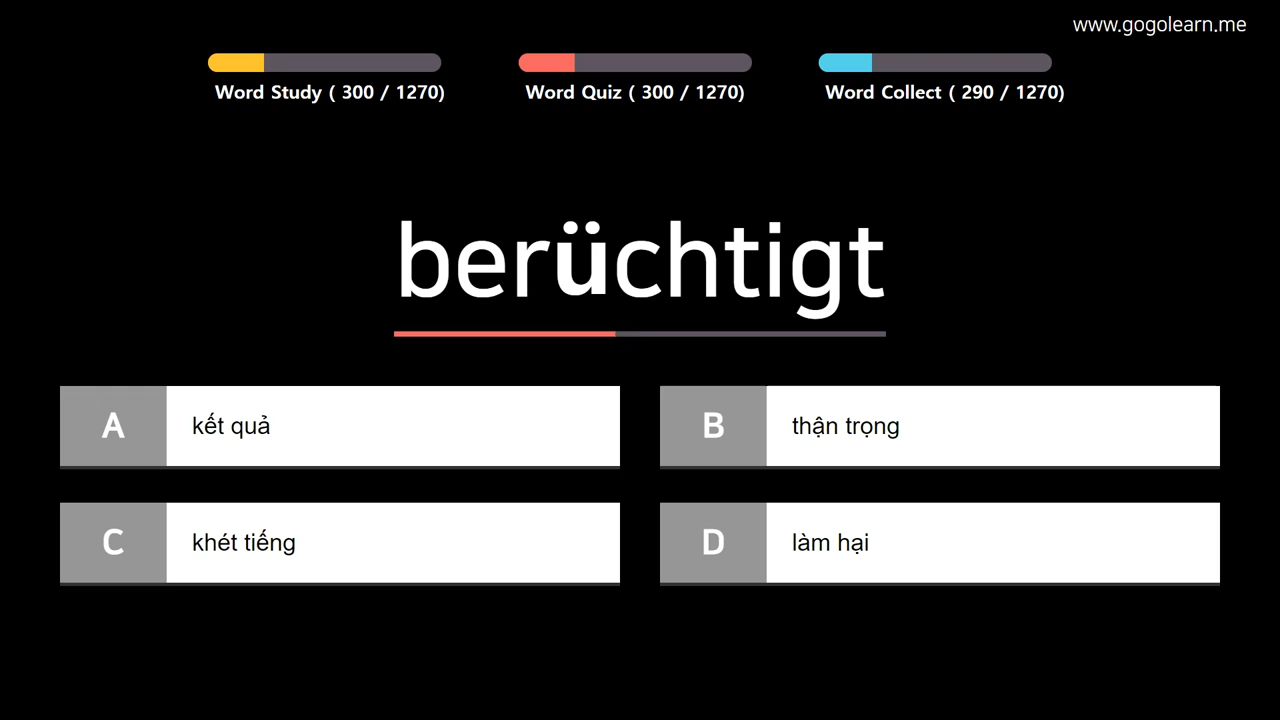 www.gogolearn.me
Word Study ( 300 / 1270)
Word Quiz ( 300 / 1270)
Word Collect ( 290 / 1270)
berüchtigt
A kết quả
B thận trọng
C khét tiếng
D làm hại